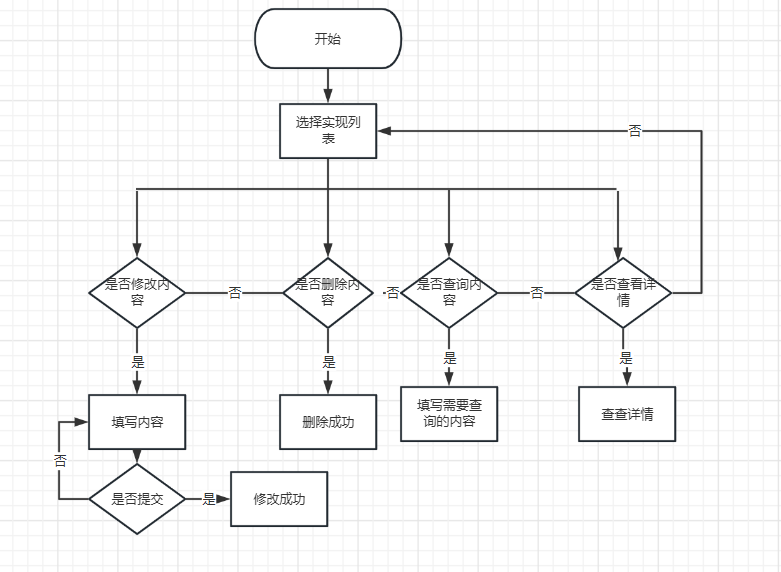 开始
选择实现列
表
否
是否修改内
容
否
是否删除内
容
否
是否查询内
容
否
是否查看详
情
是
是
是
是
填写内容
删除成功
填写需要查
询的内容
查查详情
否
是否提交
是
修改成功